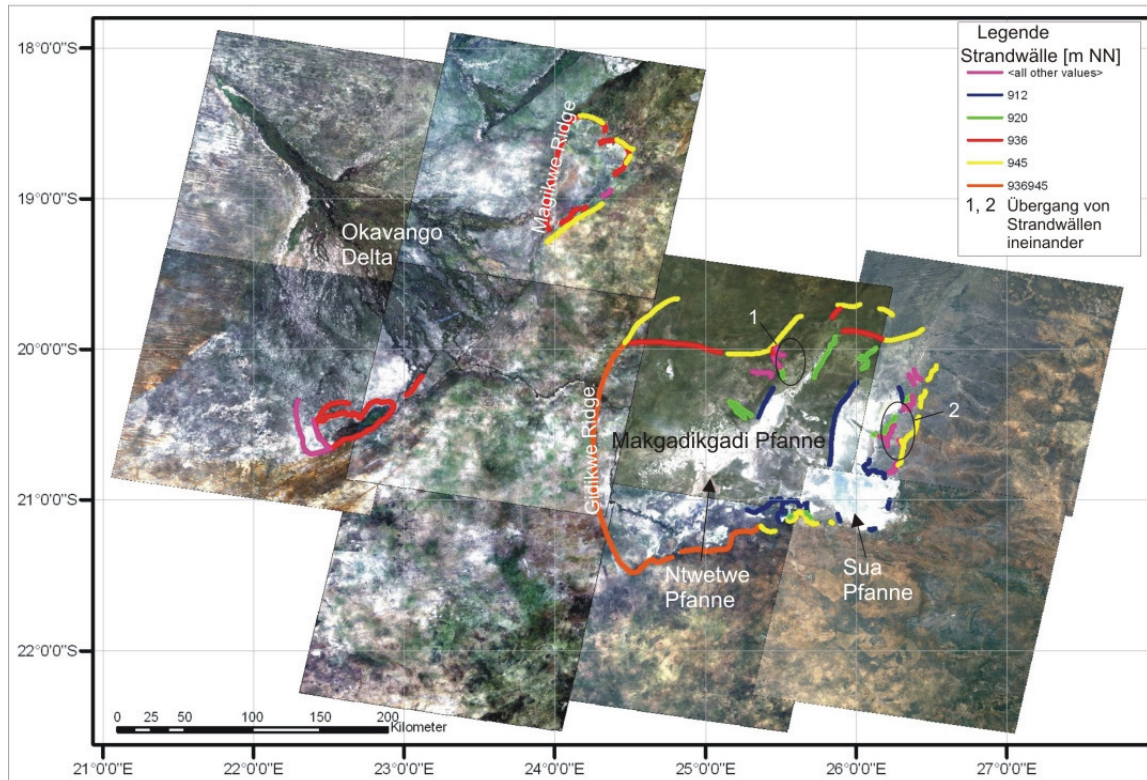 Legende
Strandwälle [m NN]
<all other values>
912
920
936
945
936945
1, 2 Übergang von
Strandwällen
ineinander
18°0'0"S
19°0'0"S
20°0'0"S
21°0'0"S
22°0'0"S
Magikwe Ridge
Okavango
Delta
1
2
Gidikwe Ridge
Makgadikgadi Pfanne
Ntwetwe
Pfanne
Sua
Pfanne
0 25 50 100 150 200
Kilometer
21°0'0"E
22°0'0"E
23°0'0"E
24°0'0"E
25°0'0"E
26°0'0"E
27°0'0"E